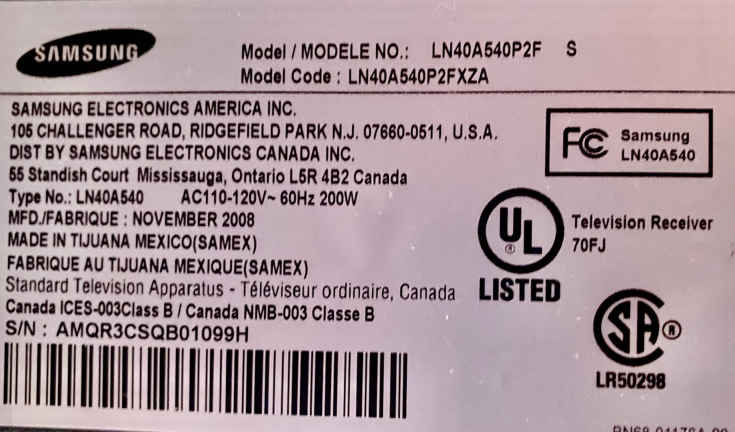 SAMSUNG
Model / MODELE NO.: LN40A540P2F S
Model Code : LN40A540P2FXZA
SAMSUNG ELECTRONICS AMERICA INC.
105 CHALLENGER ROAD, RIDGEFIELD PARK N.J. 07660-0511, U.S.A.
DIST BY SAMSUNG ELECTRONICS CANADA INC.
55 Standish Court Mississauga, Ontario L5R 4B2 Canada
Type No.: LN40A540 AC110-120V~ 60Hz 200W
MFD./FABRIQUE : NOVEMBER 2008
MADE IN TIJUANA MEXICO(SAMEX)
FABRIQUE AU TIJUANA MEXIQUE(SAMEX)
Standard Television Apparatus - Téléviseur ordinaire, Canada
Canada ICES-003Class B / Canada NMB-003 Classe B
S/N : AMQR3CSQB01099H
FC Samsung
LN40A540
UL ®
LISTED
Television Receiver
70FJ
SA ®
LR50298